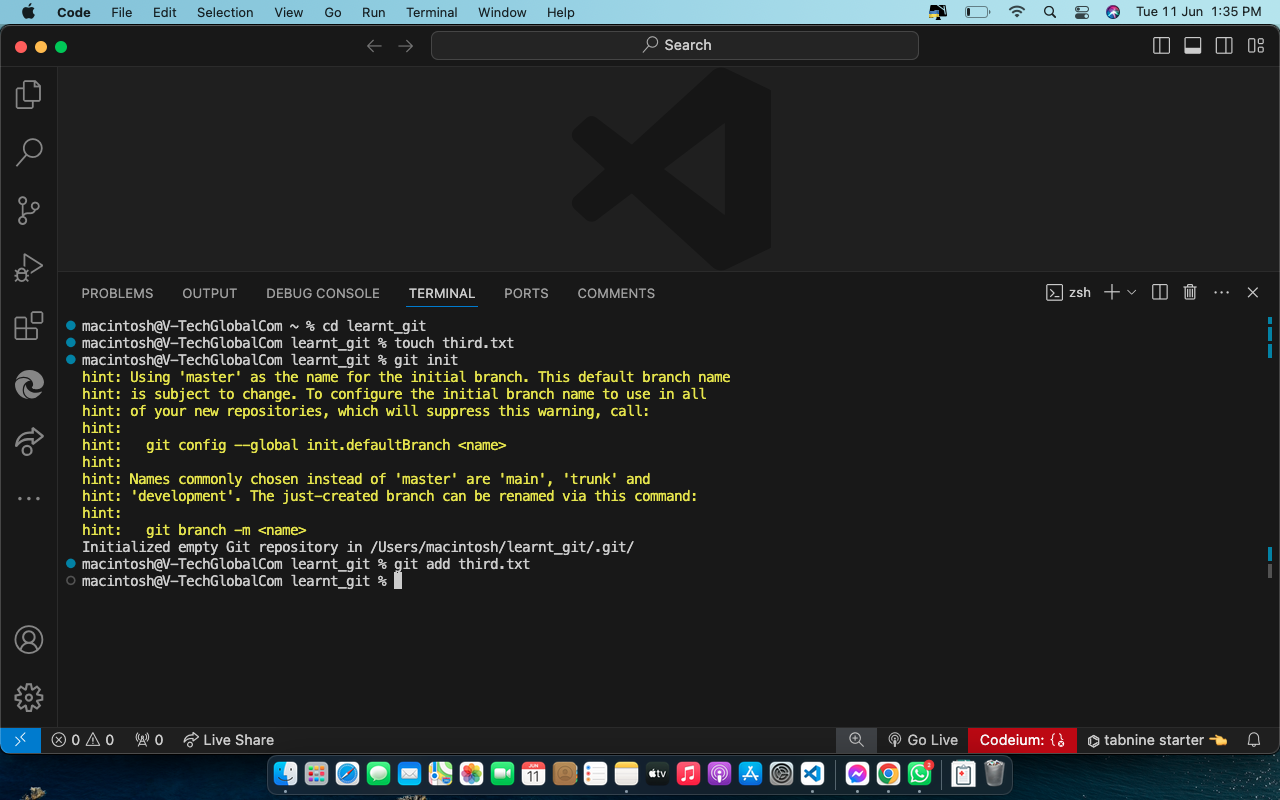 Code File Edit Selection View Go Run Terminal Window Help Tue 11 Jun 1:35 PM
Search
PROBLEMS OUTPUT DEBUG CONSOLE TERMINAL PORTS COMMENTS zsh
macintosh@V-TechGlobalCom ~ % cd learnt_git
macintosh@V-TechGlobalCom learnt_git % touch third.txt
macintosh@V-TechGlobalCom learnt_git % git init
hint: Using 'master' as the name for the initial branch. This default branch name
hint: is subject to change. To configure the initial branch name to use in all
hint: of your new repositories, which will suppress this warning, call:
hint:
hint:   git config --global init.defaultBranch <name>
hint:
hint: Names commonly chosen instead of 'master' are 'main', 'trunk' and
hint: 'development'. The just-created branch can be renamed via this command:
hint:
hint:   git branch -m <name>
Initialized empty Git repository in /Users/macintosh/learnt_git/.git/
macintosh@V-TechGlobalCom learnt_git % git add third.txt
macintosh@V-TechGlobalCom learnt_git %
0 0 0 Live Share Go Live Codeium: {} tabnine starter
JUN
11
tv
2